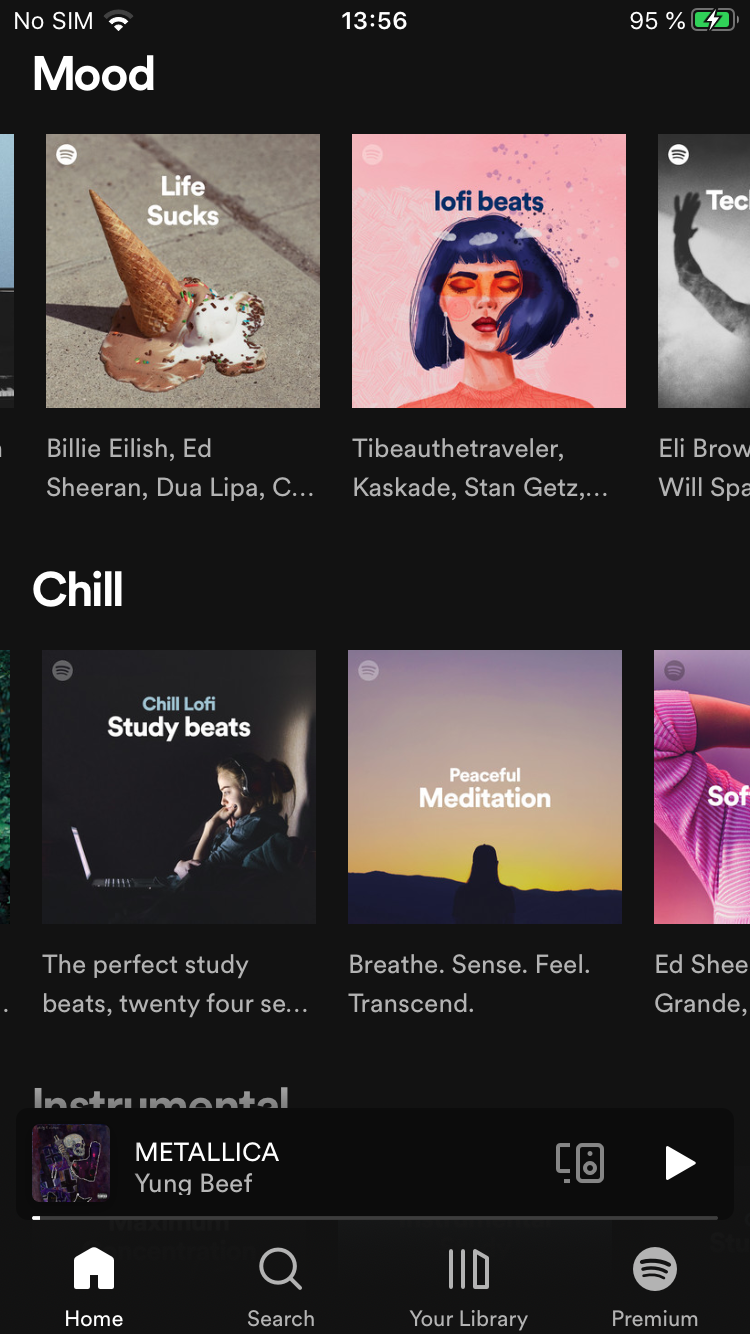 No SIM 13:56 95 %
Mood
Life
Sucks
lofi beats
Billie Eilish, Ed
Sheeran, Dua Lipa, C...
Tibeauthetraveler,
Kaskade, Stan Getz,...
Eli Brow
Will Spa
Chill
Chill Lofi
Study beats
Peaceful
Meditation
Sof
The perfect study
beats, twenty four se...
Breathe. Sense. Feel.
Transcend.
Ed Shee
Grande,
Instrumental
METALLICA
Yung Beef
Maximum
Home
Search
Your Library
Premium